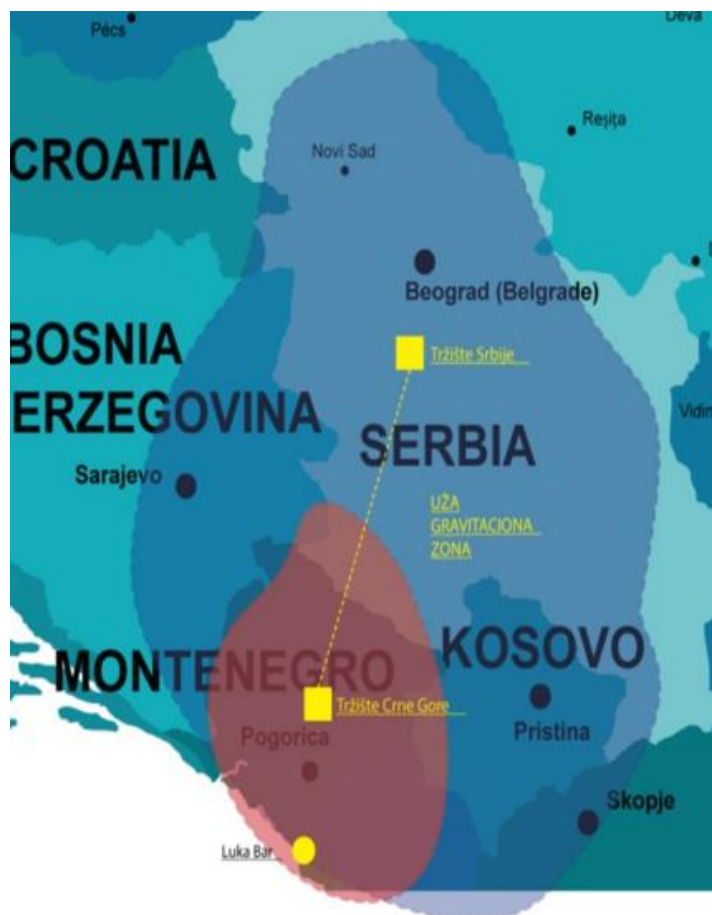 Pécs
Deva
Reşiţa
CROATIA
Novi Sad
Beograd (Belgrade)
BOSNIA
Tržište Srbije
ERZEGOVINA
Vidin
SERBIA
Sarajevo
UŽA
GRAVITACIONA
ZONA
KOSOVO
MONTENEGRO
Tržište Crne Gore
Pogorica
Pristina
Skopje
Luka Bar